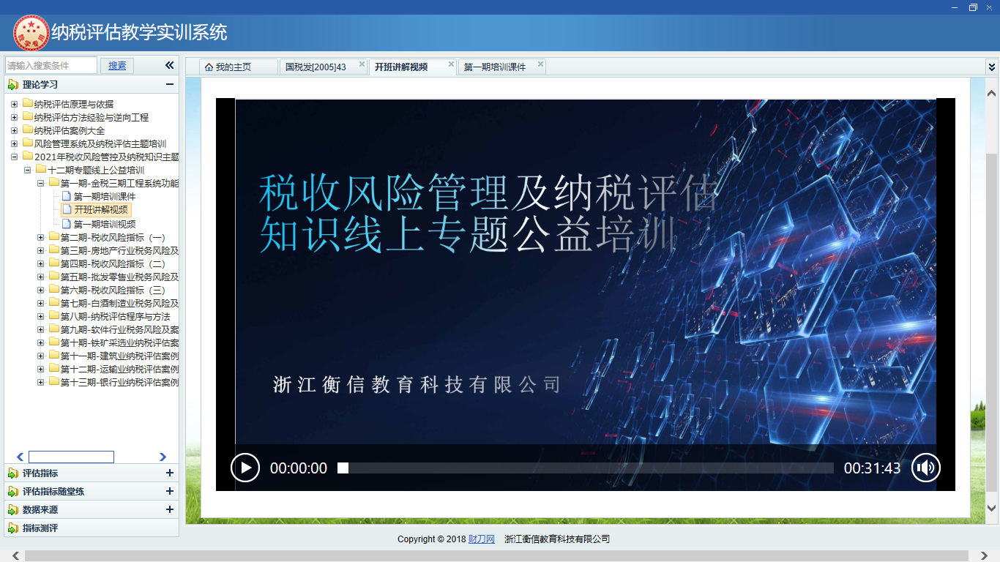 纳税评估教学实训系统
请输入搜索条件
搜素
理论学习
纳税评估原理与依据
纳税评估方法经验与逆向工程
纳税评估案例大全
风险管理系统及纳税评估主题培训
2021年税收风险管控及纳税知识主题
十二期专题线上公益培训
第一期-金税三期工程系统功能
第一期培训课件
开班讲解视频
第一期培训视频
第二期-税收风险指标（一）
第三期-房地产行业税务风险及
第四期-税收风险指标（二）
第五期-批发零售业税务风险及
第六期-税收风险指标（三）
第七期-白酒制造业税务风险及
第八期-纳税评估程序与方法
第九期-软件行业税务风险及案
第十期-铁矿采选业纳税评估案
第十一期-建筑业纳税评估案例
第十二期-运输业纳税评估案例
第十三期-银行业纳税评估案例
评估指标
评估指标随堂练
数据来源
指标测评
我的主页
国税发[2005]43
开班讲解视频
第一期培训课件
税收风险管理及纳税评估
知识线上专题公益培训
浙江衡信教育科技有限公司
00:00:00
00:31:43
Copyright © 2018 财刀网 浙江衡信教育科技有限公司